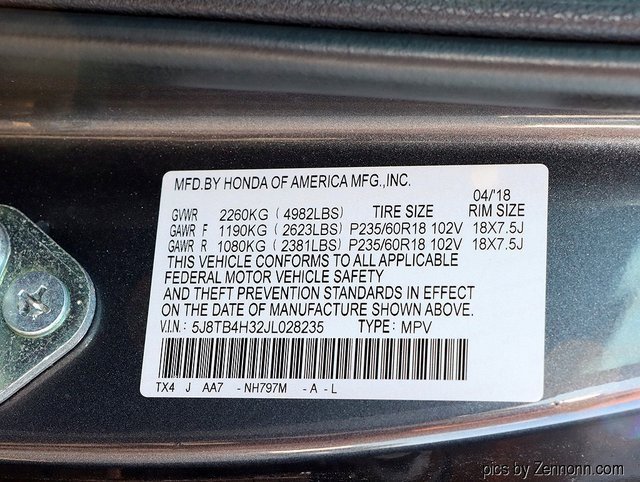 MFD.BY HONDA OF AMERICA MFG.,INC.
04/'18
GVWR 2260KG ( 4982LBS) TIRE SIZE RIM SIZE
GAWR F 1190KG ( 2623LBS) P235/60R18 102V 18X7.5J
GAWR R 1080KG ( 2381LBS) P235/60R18 102V 18X7.5J
THIS VEHICLE CONFORMS TO ALL APPLICABLE
FEDERAL MOTOR VEHICLE SAFETY
AND THEFT PREVENTION STANDARDS IN EFFECT
ON THE DATE OF MANUFACTURE SHOWN ABOVE.
V.I.N.: 5J8TB4H32JL028235 TYPE: MPV
TX4 J AA7 -NH797M -A -L
pics by Zennonn.com